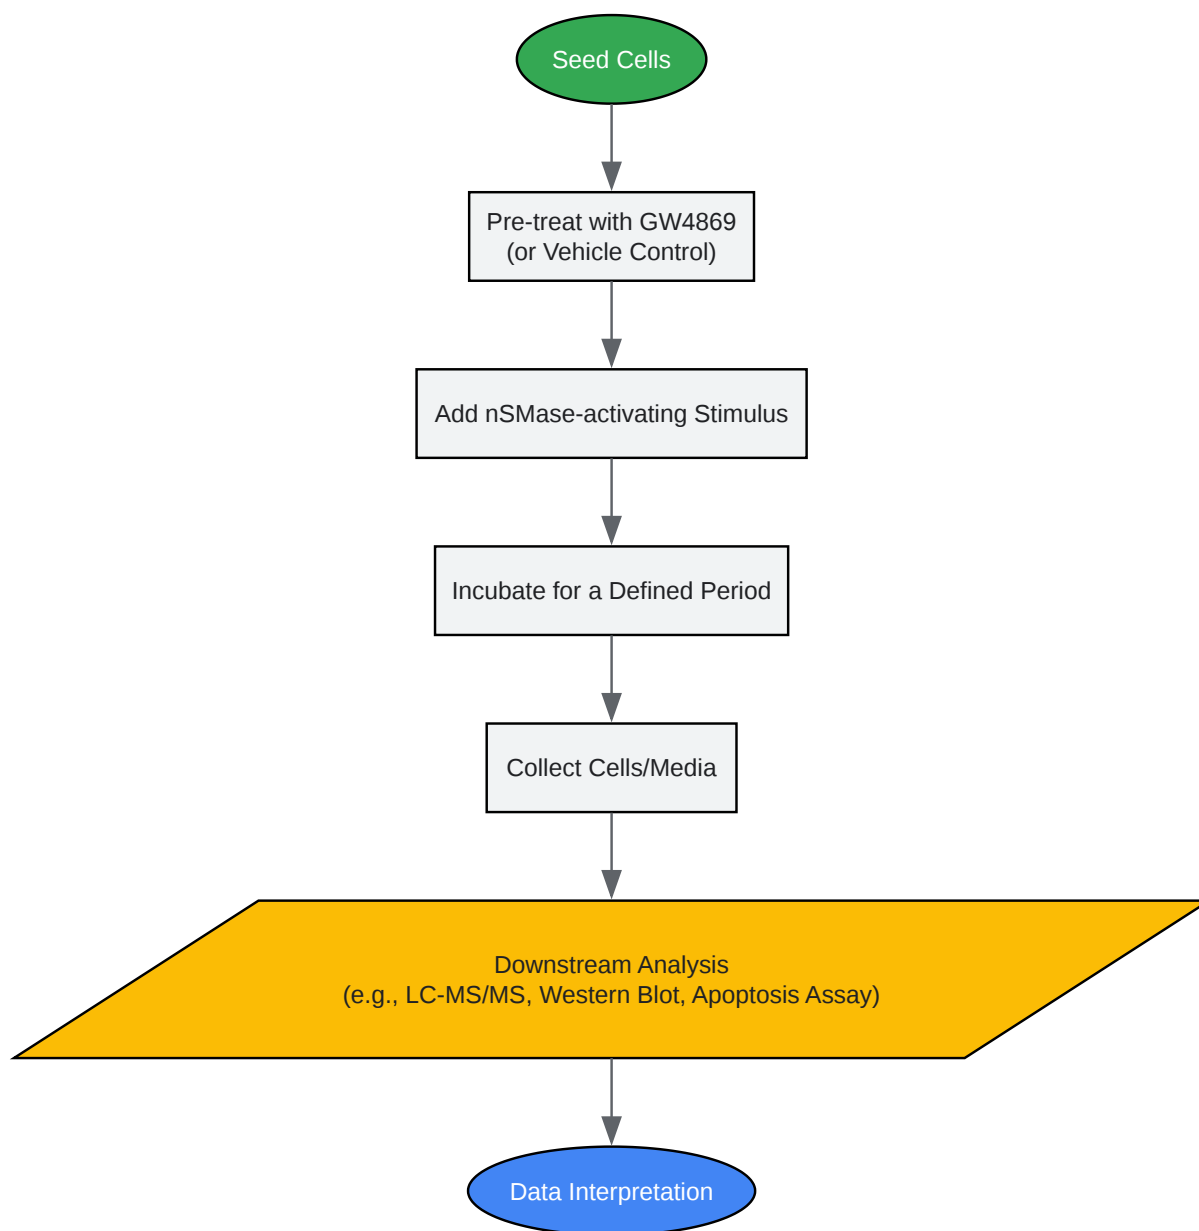 Seed Cells
Pre-treat with GW4869
(or Vehicle Control)
Add nSMase-activating Stimulus
Incubate for a Defined Period
Collect Cells/Media
Downstream Analysis
(e.g., LC-MS/MS, Western Blot, Apoptosis Assay)
Data Interpretation